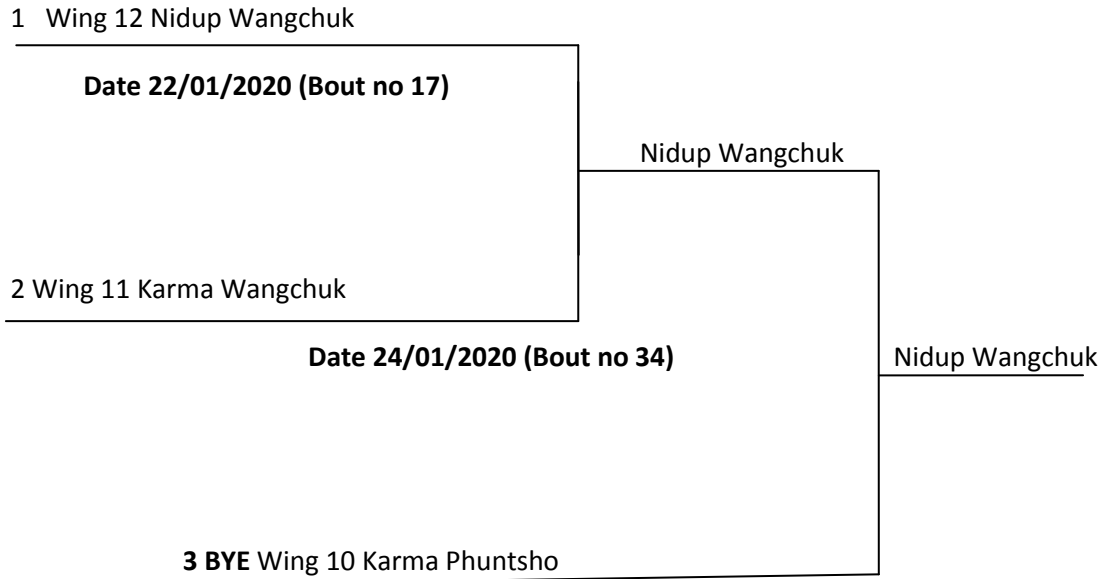 1 Wing 12 Nidup Wangchuk
Date 22/01/2020 (Bout no 17)
Nidup Wangchuk
2 Wing 11 Karma Wangchuk
Date 24/01/2020 (Bout no 34)
Nidup Wangchuk
3 BYE Wing 10 Karma Phuntsho